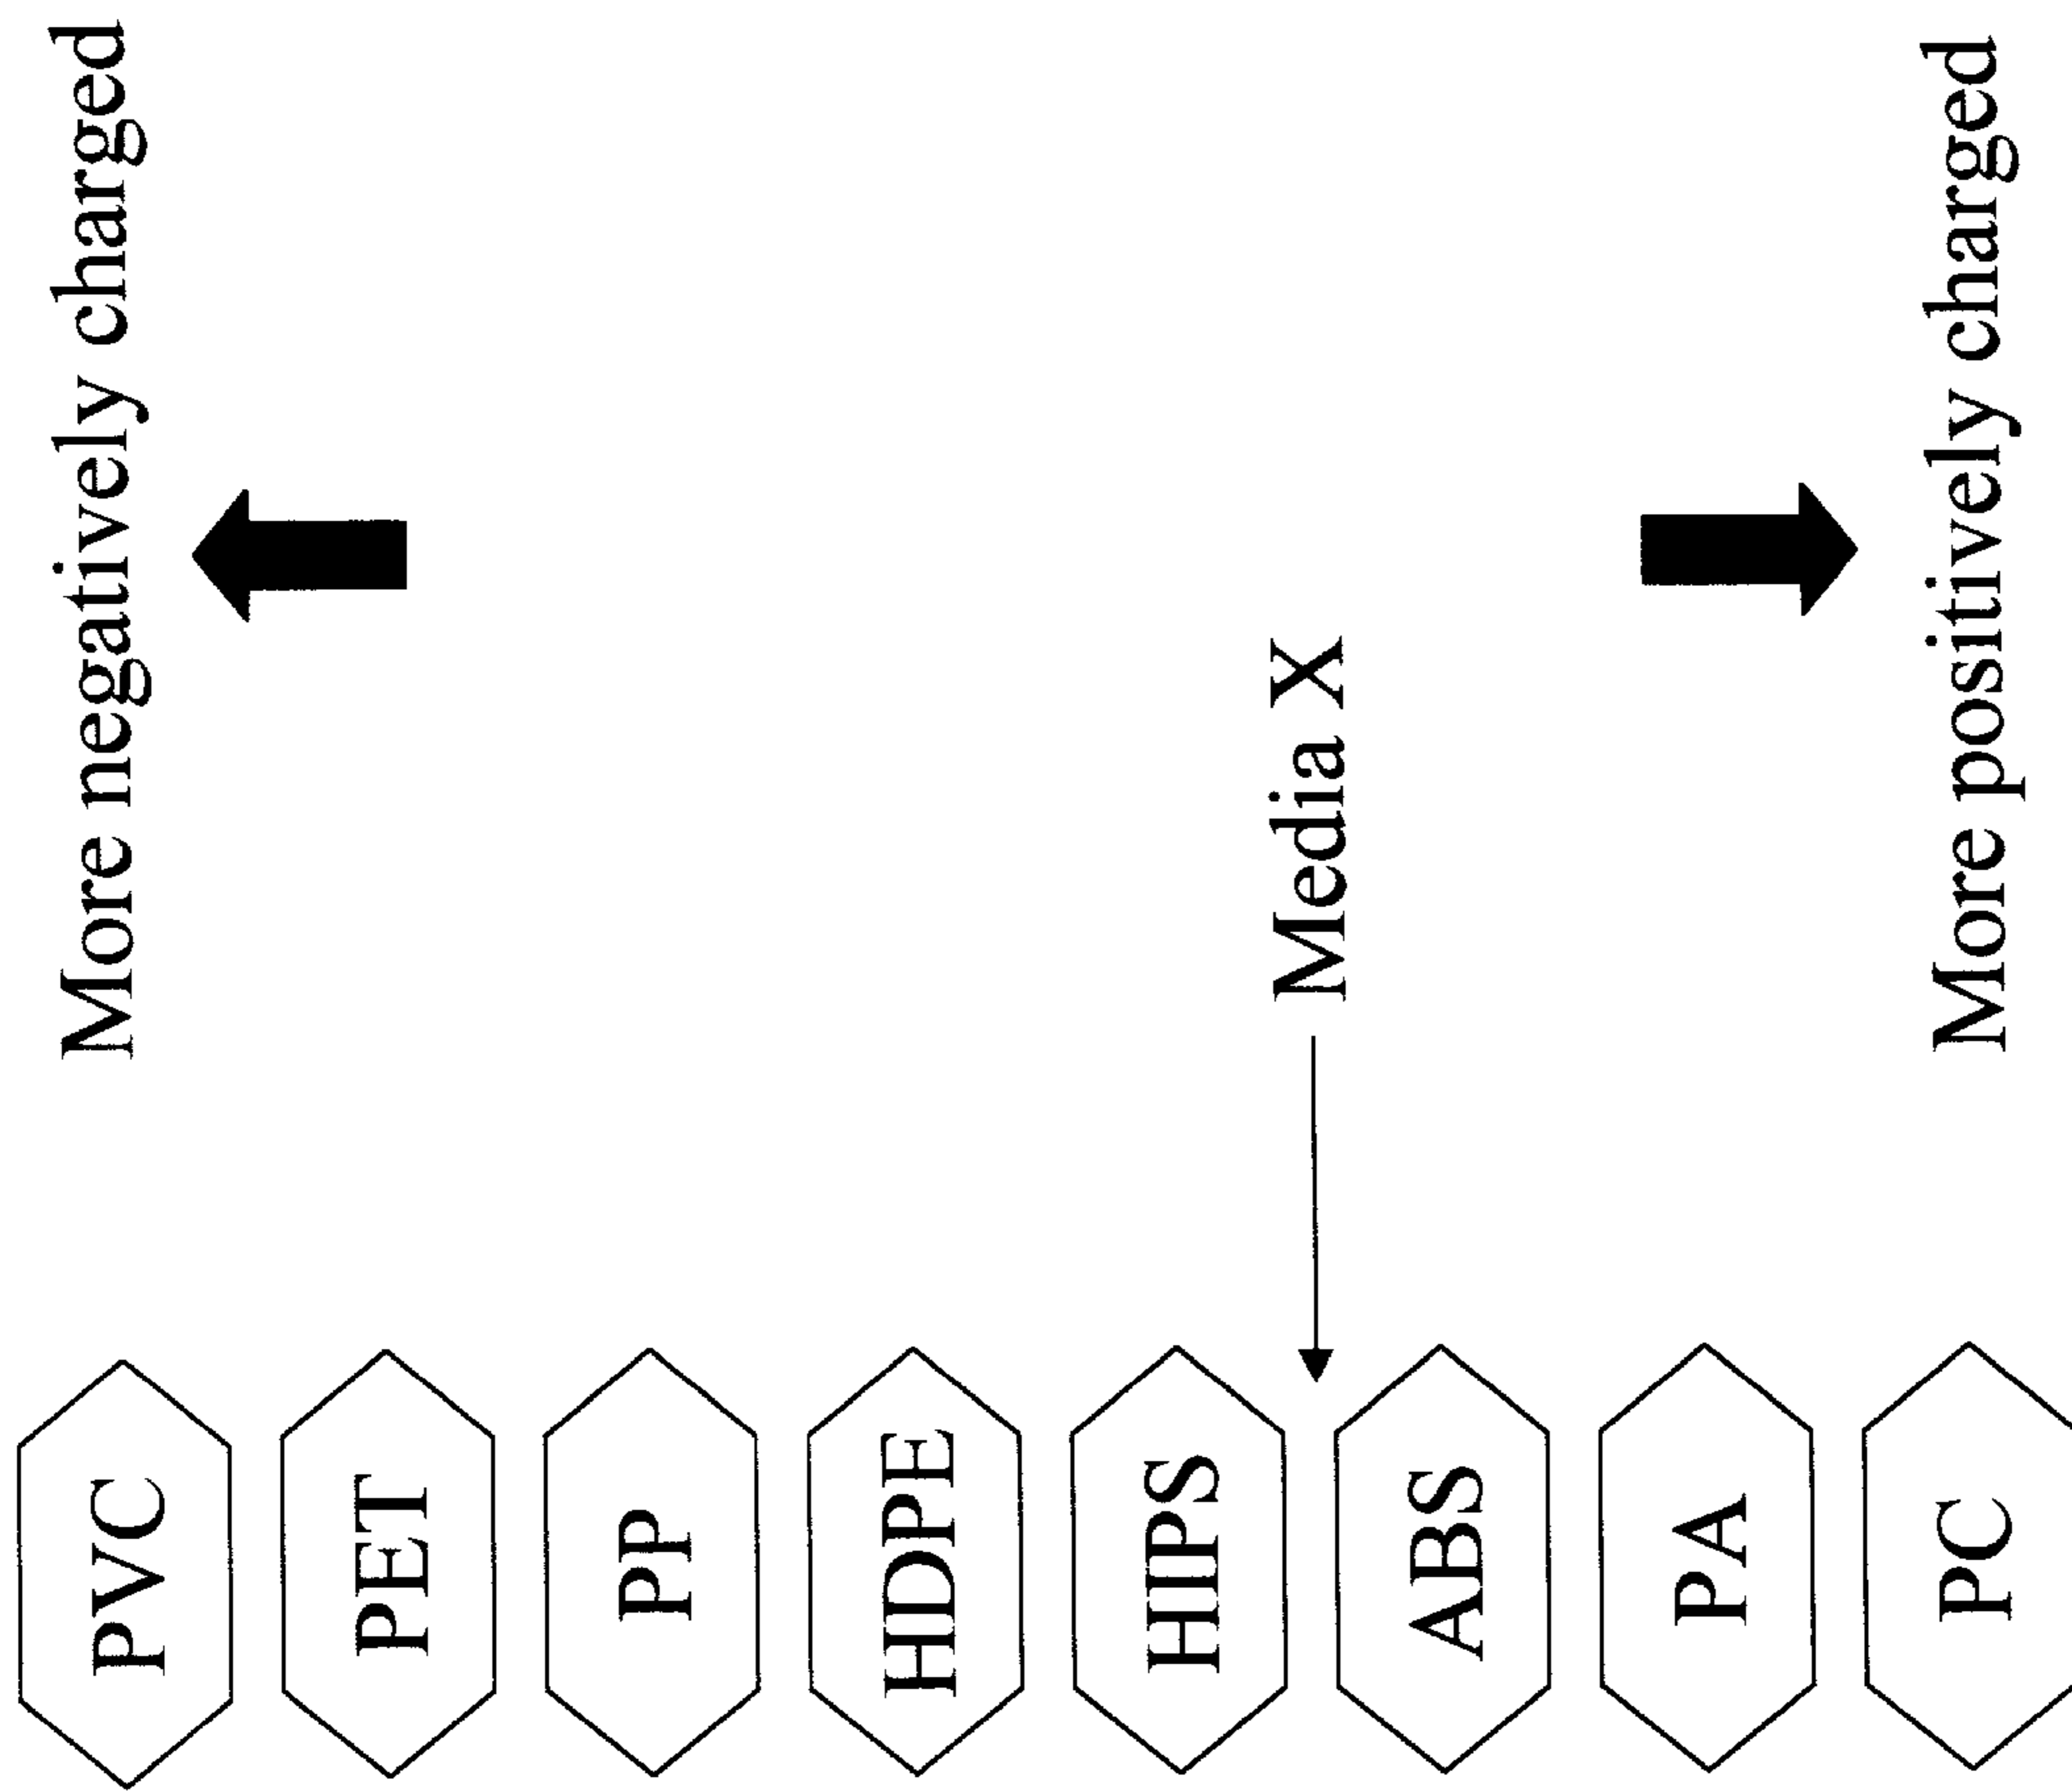 PVC
More negatively charged
PET
PP
HDPE
HIPS
Media X
ABS
PA
PC
More positively charged